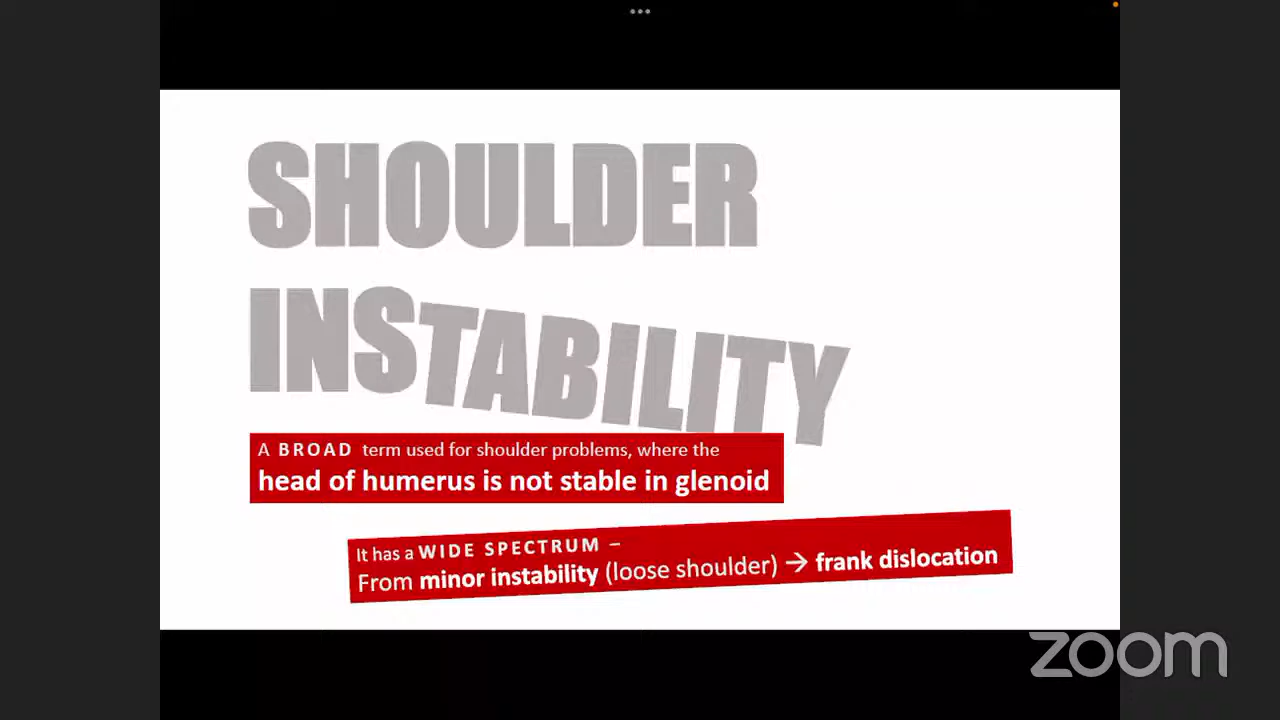 SHOULDER
INSTABILITY
A BROAD term used for shoulder problems, where the
head of humerus is not stable in glenoid
It has a WIDE SPECTRUM –
From minor instability (loose shoulder) → frank dislocation
zoom